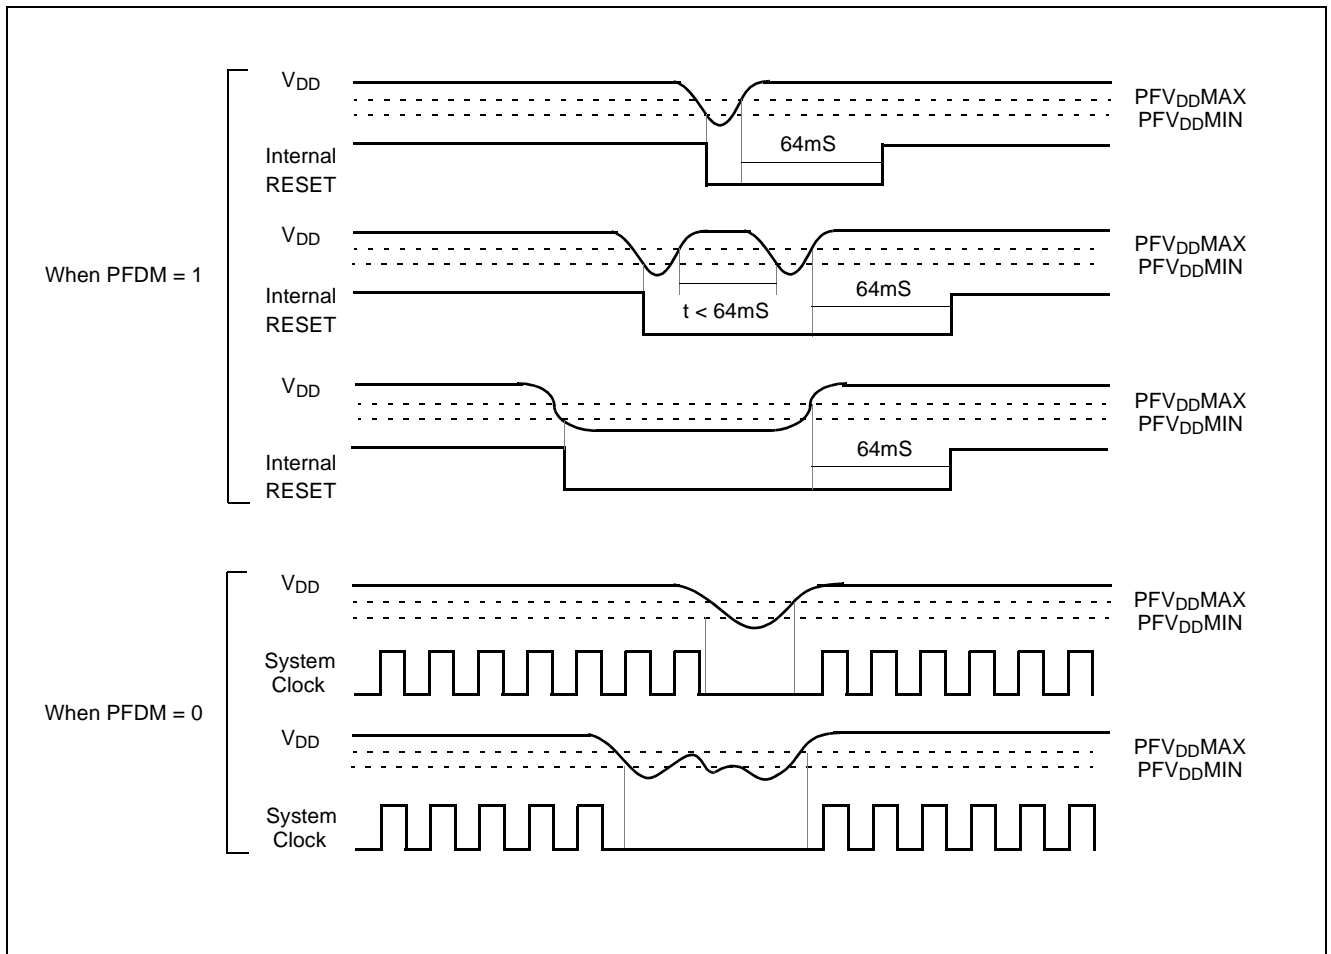 When PFDM = 1
VDD
PFVDDMAX
PFVDDMIN
64mS
Internal
RESET
VDD
PFVDDMAX
PFVDDMIN
t < 64mS
64mS
Internal
RESET
VDD
PFVDDMAX
PFVDDMIN
64mS
Internal
RESET
When PFDM = 0
VDD
PFVDDMAX
PFVDDMIN
System
Clock
VDD
PFVDDMAX
PFVDDMIN
System
Clock